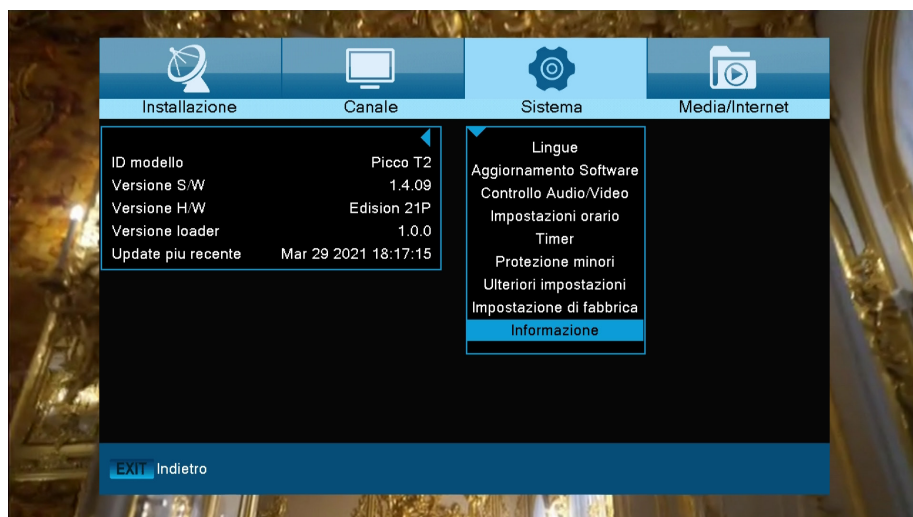 Installazione Canale Sistema Media/Internet
ID modello Picco T2
Versione S/W 1.4.09
Versione H/W Edision 21P
Versione loader 1.0.0
Update piu recente Mar 29 2021 18:17:15
Lingue
Aggiornamento Software
Controllo Audio/Video
Impostazioni orario
Timer
Protezione minori
Ulteriori impostazioni
Impostazione di fabbrica
Informazione
EXIT Indietro